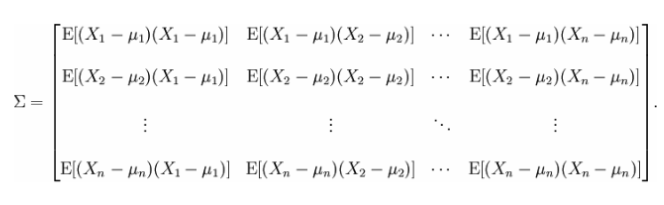 E[(X₁ − μ₁)(X₁ − μ₁)] E[(X₁ − μ₁)(X₂ − μ₂)] ⋯ E[(X₁ − μ₁)(Xₙ − μₙ)]
E[(X₂ − μ₂)(X₁ − μ₁)] E[(X₂ − μ₂)(X₂ − μ₂)] ⋯ E[(X₂ − μ₂)(Xₙ − μₙ)]
Σ = ⋮ ⋮ ⋱ ⋮ .
E[(Xₙ − μₙ)(X₁ − μ₁)] E[(Xₙ − μₙ)(X₂ − μ₂)] ⋯ E[(Xₙ − μₙ)(Xₙ − μₙ)]